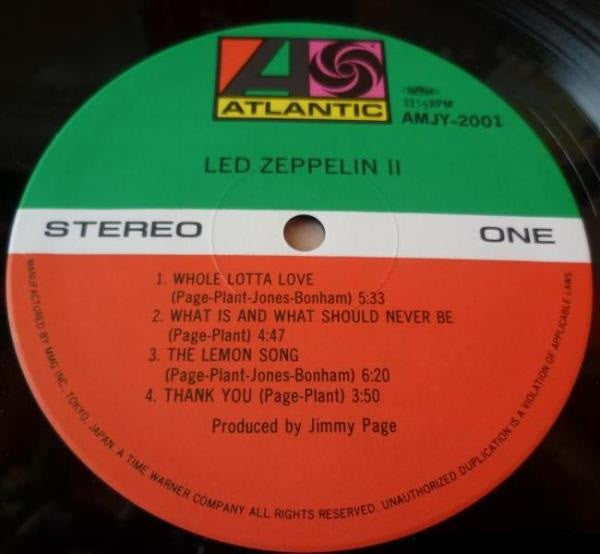 ATLANTIC
33⅓RPM
AMJY-2001
LED ZEPPELIN II
STEREO
ONE
1. WHOLE LOTTA LOVE
(Page-Plant-Jones-Bonham) 5:33
2. WHAT IS AND WHAT SHOULD NEVER BE
(Page-Plant) 4:47
3. THE LEMON SONG
(Page-Plant-Jones-Bonham) 6:20
4. THANK YOU (Page-Plant) 3:50
Produced by Jimmy Page
MANUFACTURED BY MMG INC., TOKYO, JAPAN. A TIME WARNER COMPANY ALL RIGHTS RESERVED. UNAUTHORIZED DUPLICATION IS A VIOLATION OF APPLICABLE LAWS